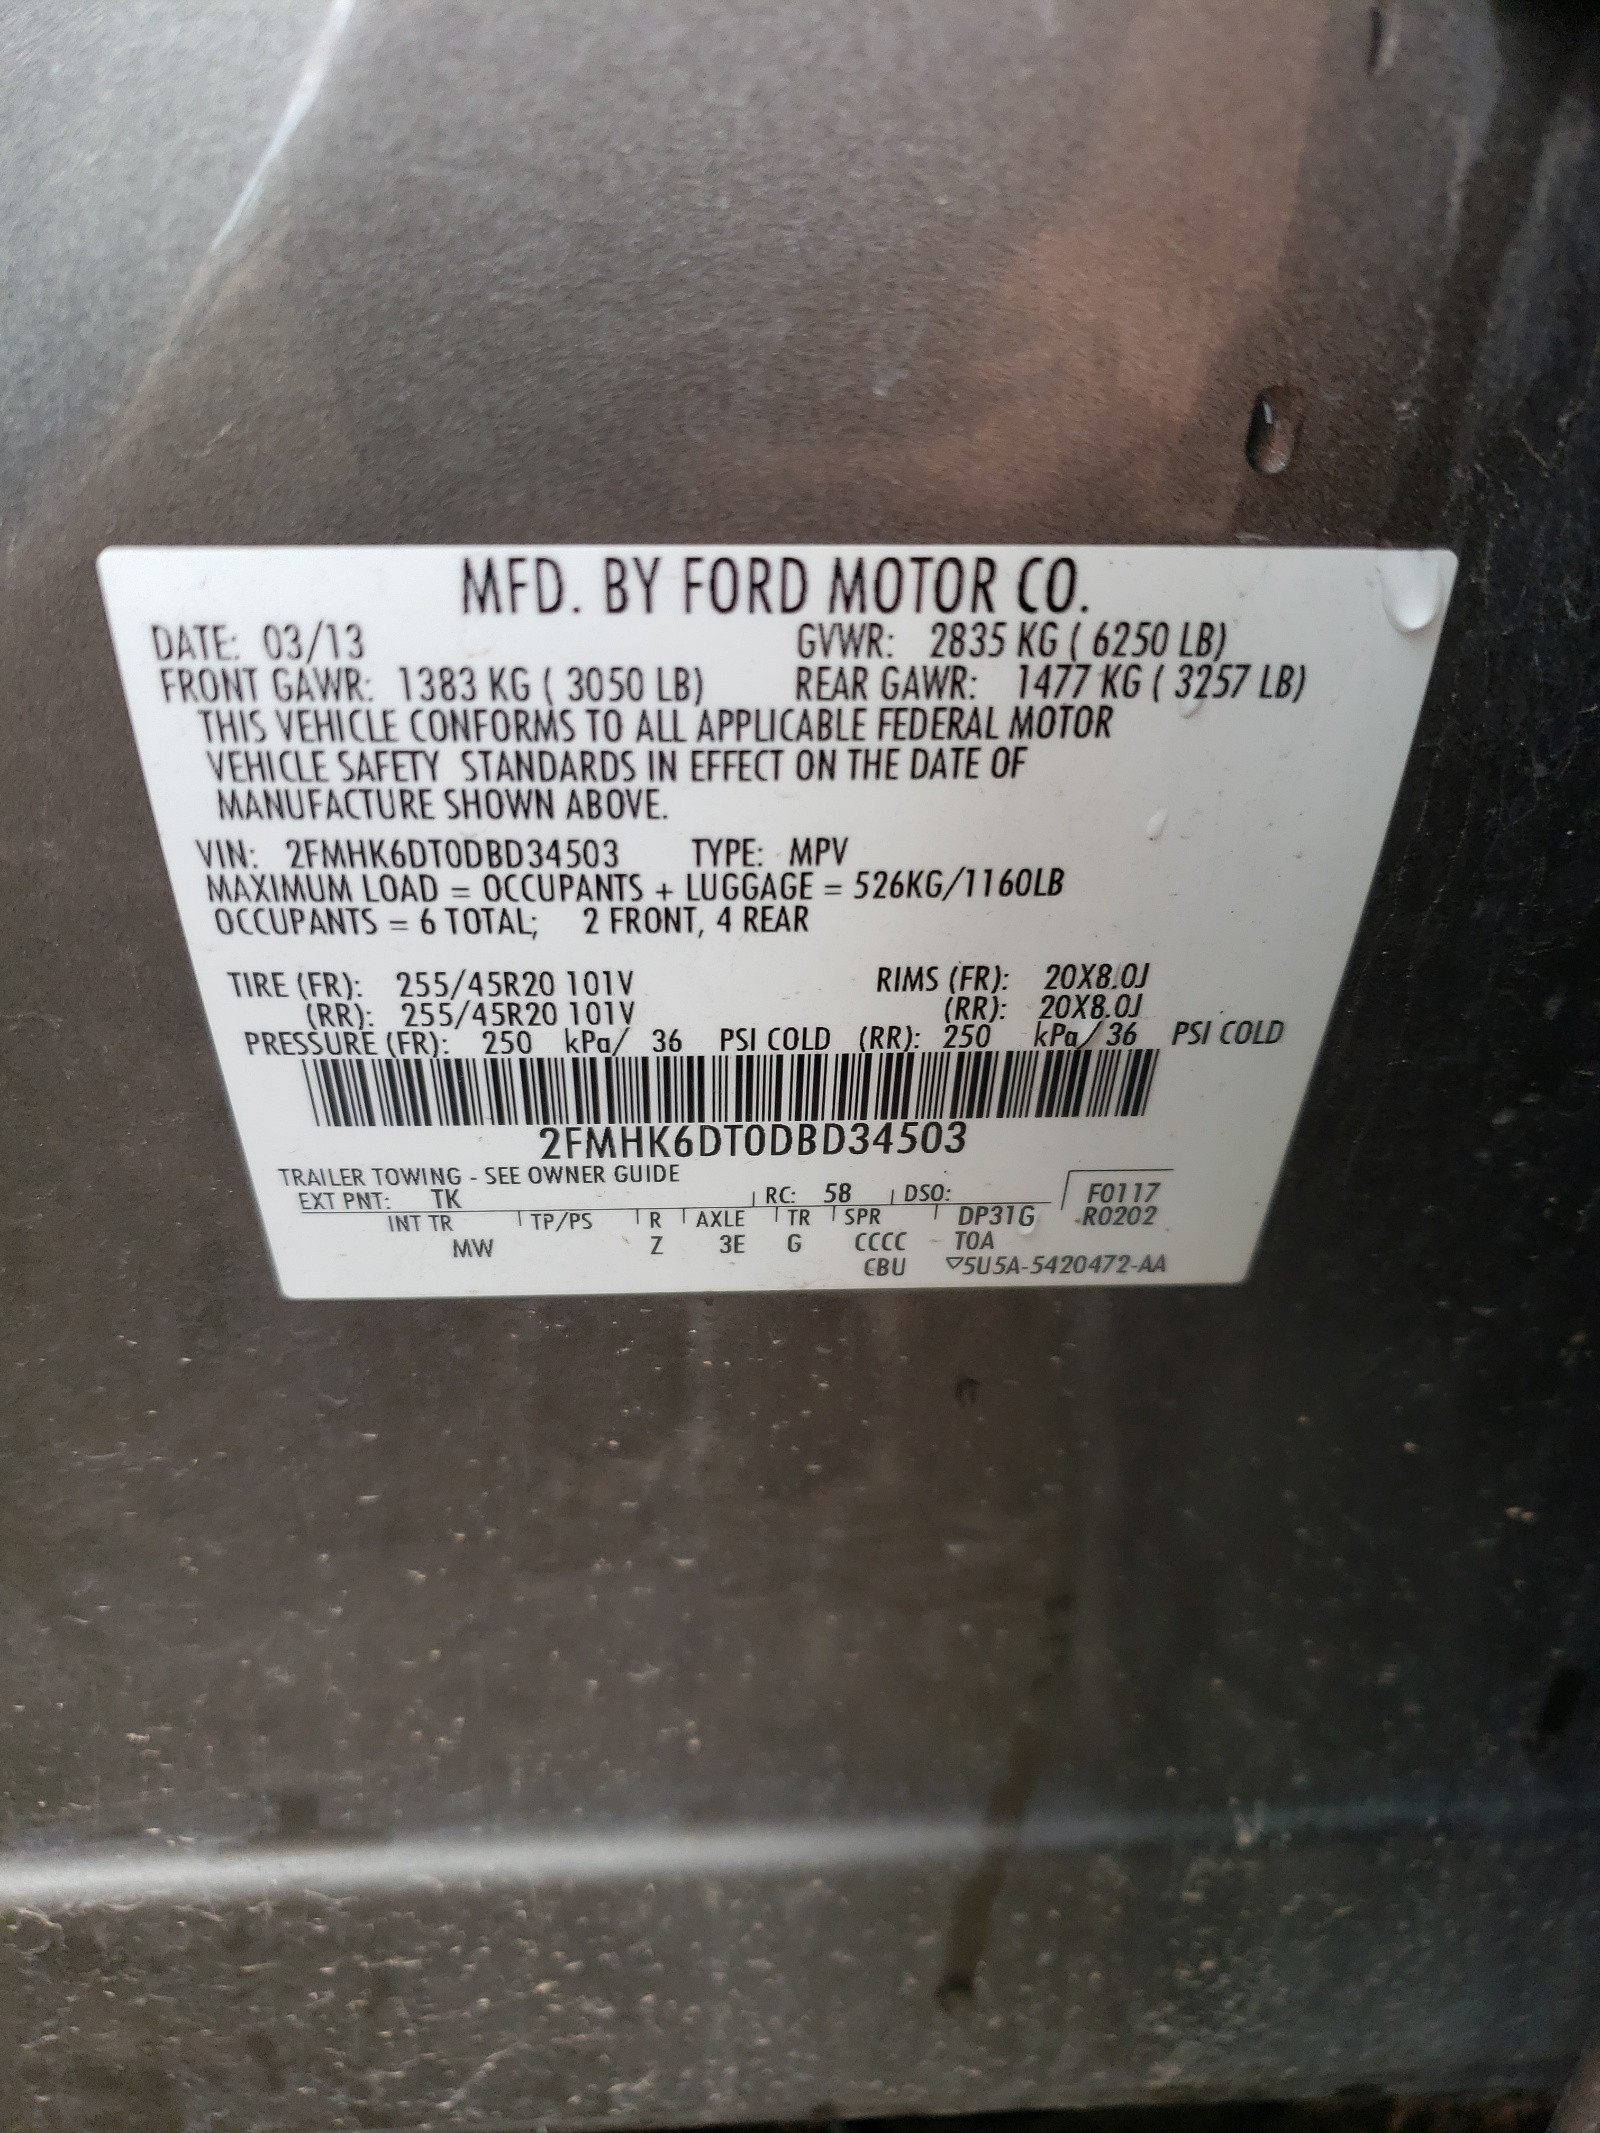 MFD. BY FORD MOTOR CO.
DATE: 03/13 GVWR: 2835 KG ( 6250 LB)
FRONT GAWR: 1383 KG ( 3050 LB) REAR GAWR: 1477 KG ( 3257 LB)
THIS VEHICLE CONFORMS TO ALL APPLICABLE FEDERAL MOTOR
VEHICLE SAFETY STANDARDS IN EFFECT ON THE DATE OF
MANUFACTURE SHOWN ABOVE.
VIN: 2FMHK6DT0DBD34503 TYPE: MPV
MAXIMUM LOAD = OCCUPANTS + LUGGAGE = 526KG/1160LB
OCCUPANTS = 6 TOTAL; 2 FRONT, 4 REAR
TIRE (FR): 255/45R20 101V RIMS (FR): 20X8.0J
(RR): 255/45R20 101V (RR): 20X8.0J
PRESSURE (FR): 250 kPa/ 36 PSI COLD (RR): 250 kPa/ 36 PSI COLD
2FMHK6DT0DBD34503
TRAILER TOWING - SEE OWNER GUIDE
EXT PNT: TK RC: 58 DSO: F0117
INT TR TP/PS R AXLE TR SPR DP31G R0202
MW Z 3E G CCCC TOA
CBU ▽5U5A-5420472-AA